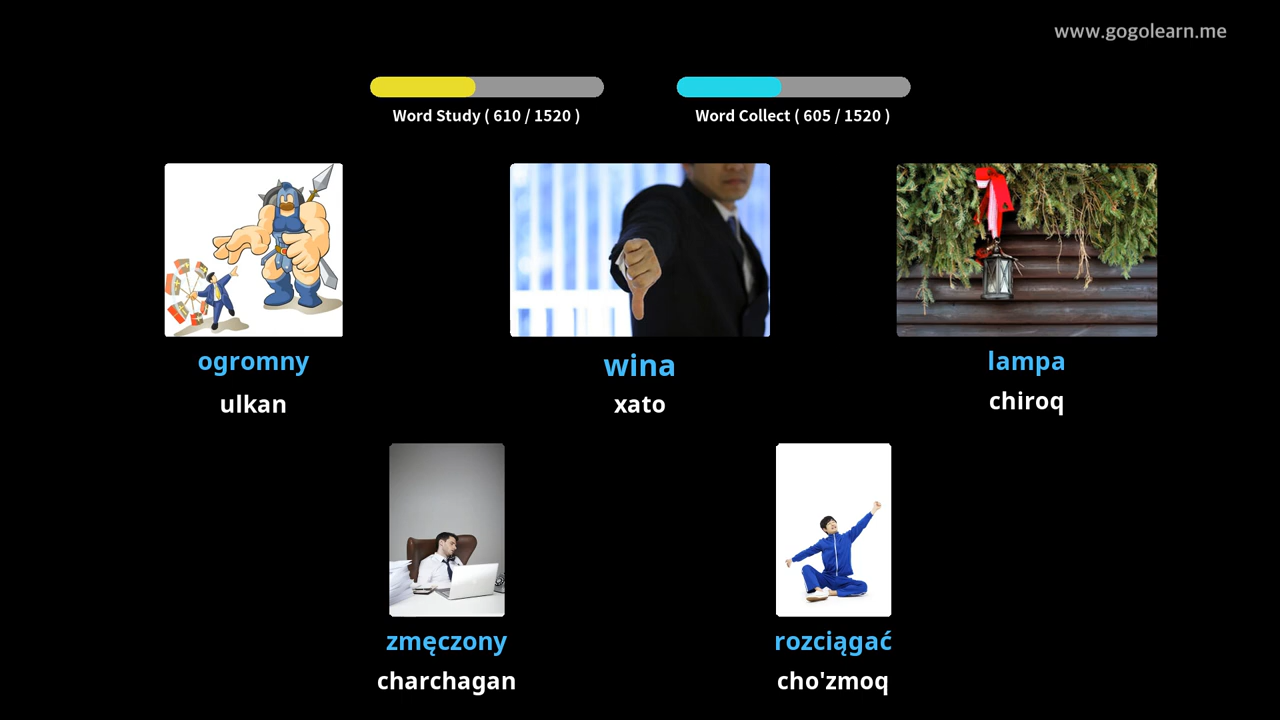 www.gogolearn.me
Word Study ( 610 / 1520 )
Word Collect ( 605 / 1520 )
ogromny
ulkan
wina
xato
lampa
chiroq
zmęczony
charchagan
rozciągać
cho'zmoq